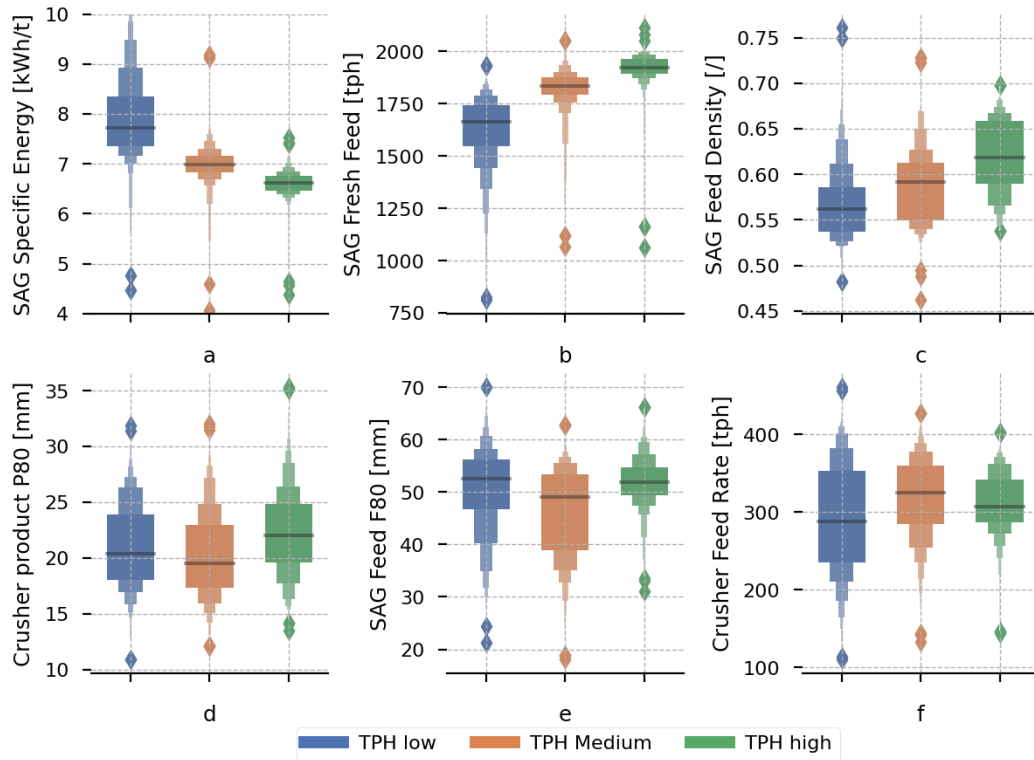 SAG Specific Energy [kWh/t]
10
9
8
7
6
5
4
a
SAG Fresh Feed [tph]
2000
1750
1500
1250
1000
750
b
SAG Feed Density [/]
0.75
0.70
0.65
0.60
0.55
0.50
0.45
c
Crusher product P80 [mm]
35
30
25
20
15
10
d
SAG Feed F80 [mm]
70
60
50
40
30
20
e
Crusher Feed Rate [tph]
400
300
200
100
f
TPH low TPH Medium TPH high